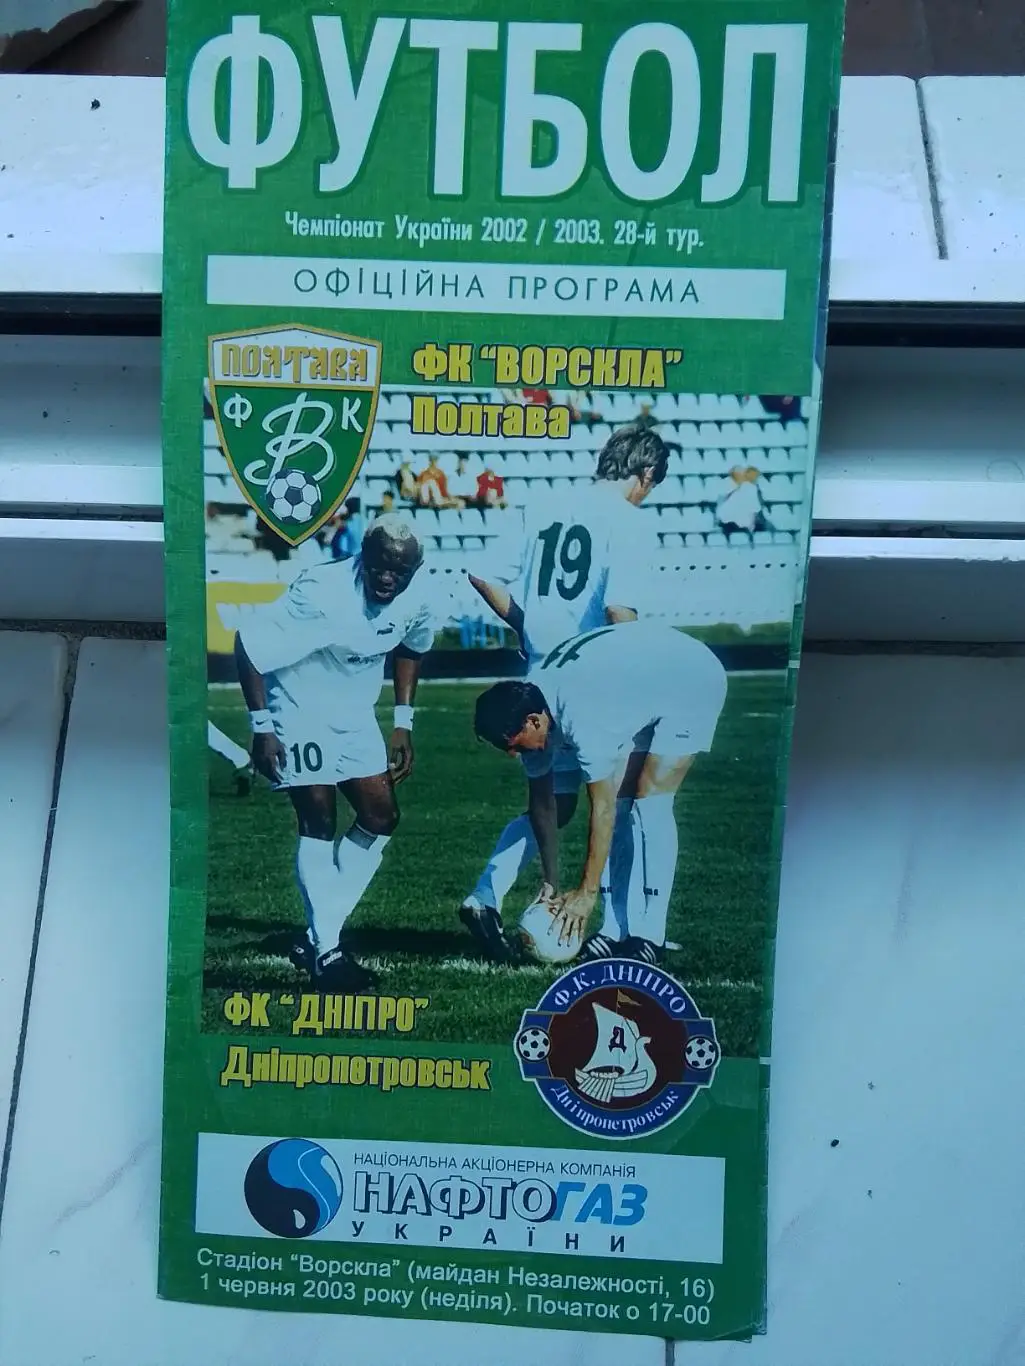 ФУТБОЛ
Чемпіонат України 2002 / 2003. 28-й тур.
ОФІЦІЙНА ПРОГРАМА
ПОЛТАВА
Ф К
В
ФК "ВОРСКЛА"
Полтава
19
10
ФК "ДНІПРО"
Дніпропетровськ
Ф.К. ДНІПРО
Д
Дніпропетровськ
НАЦІОНАЛЬНА АКЦІОНЕРНА КОМПАНІЯ
НАФТОГАЗ
УКРАЇНИ
Стадіон "Ворскла" (майдан Незалежності, 16)
1 червня 2003 року (неділя). Початок о 17-00